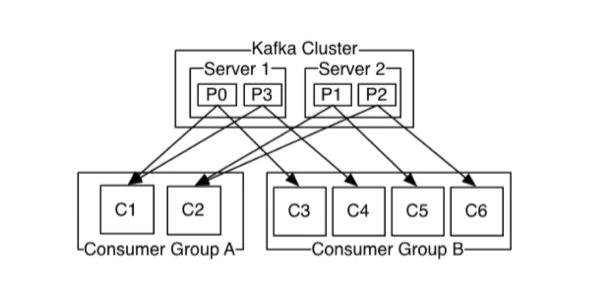 Kafka Cluster
Server 1 Server 2
P0 P3 P1 P2
C1 C2 C3 C4 C5 C6
Consumer Group A Consumer Group B